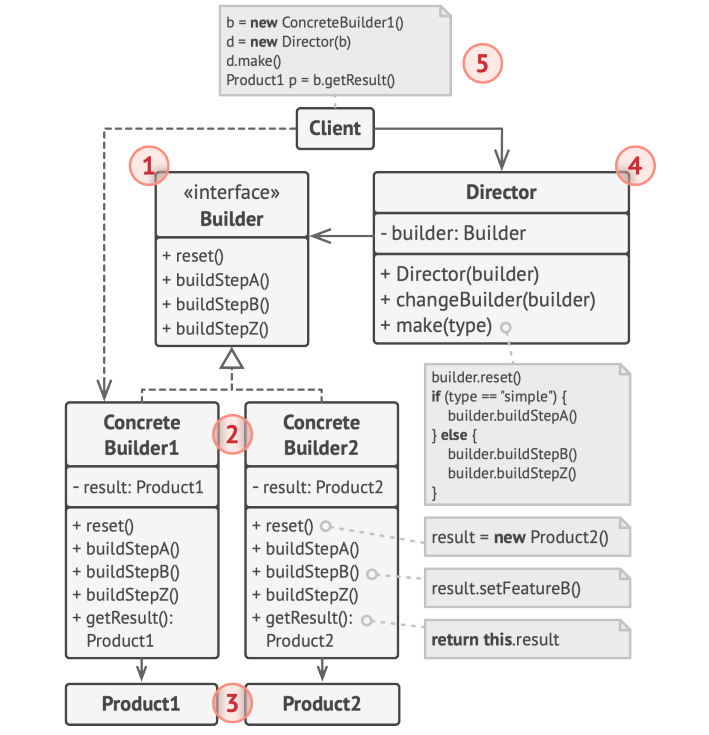 b = new ConcreteBuilder1()
d = new Director(b)
d.make()
Product1 p = b.getResult()
5
Client
1
«interface»
Builder
+ reset()
+ buildStepA()
+ buildStepB()
+ buildStepZ()
4
Director
- builder: Builder
+ Director(builder)
+ changeBuilder(builder)
+ make(type)
builder.reset()
if (type == "simple") {
builder.buildStepA()
} else {
builder.buildStepB()
builder.buildStepZ()
}
2
Concrete
Builder1
- result: Product1
+ reset()
+ buildStepA()
+ buildStepB()
+ buildStepZ()
+ getResult():
Product1
Concrete
Builder2
- result: Product2
+ reset()
+ buildStepA()
+ buildStepB()
+ buildStepZ()
+ getResult():
Product2
result = new Product2()
result.setFeatureB()
return this.result
Product1
3
Product2